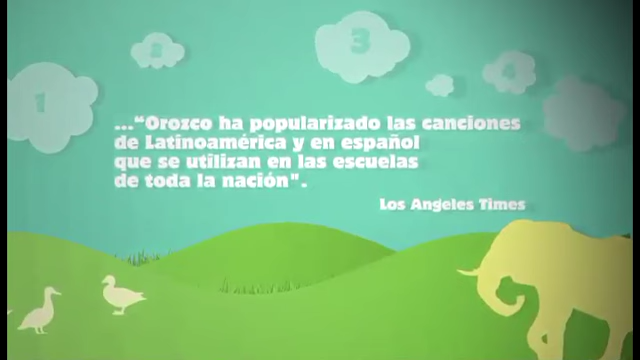 1
2
3
4
..."Orozco ha popularizado las canciones
de Latinoamérica y en español
que se utilizan en las escuelas
de toda la nación".
Los Angeles Times